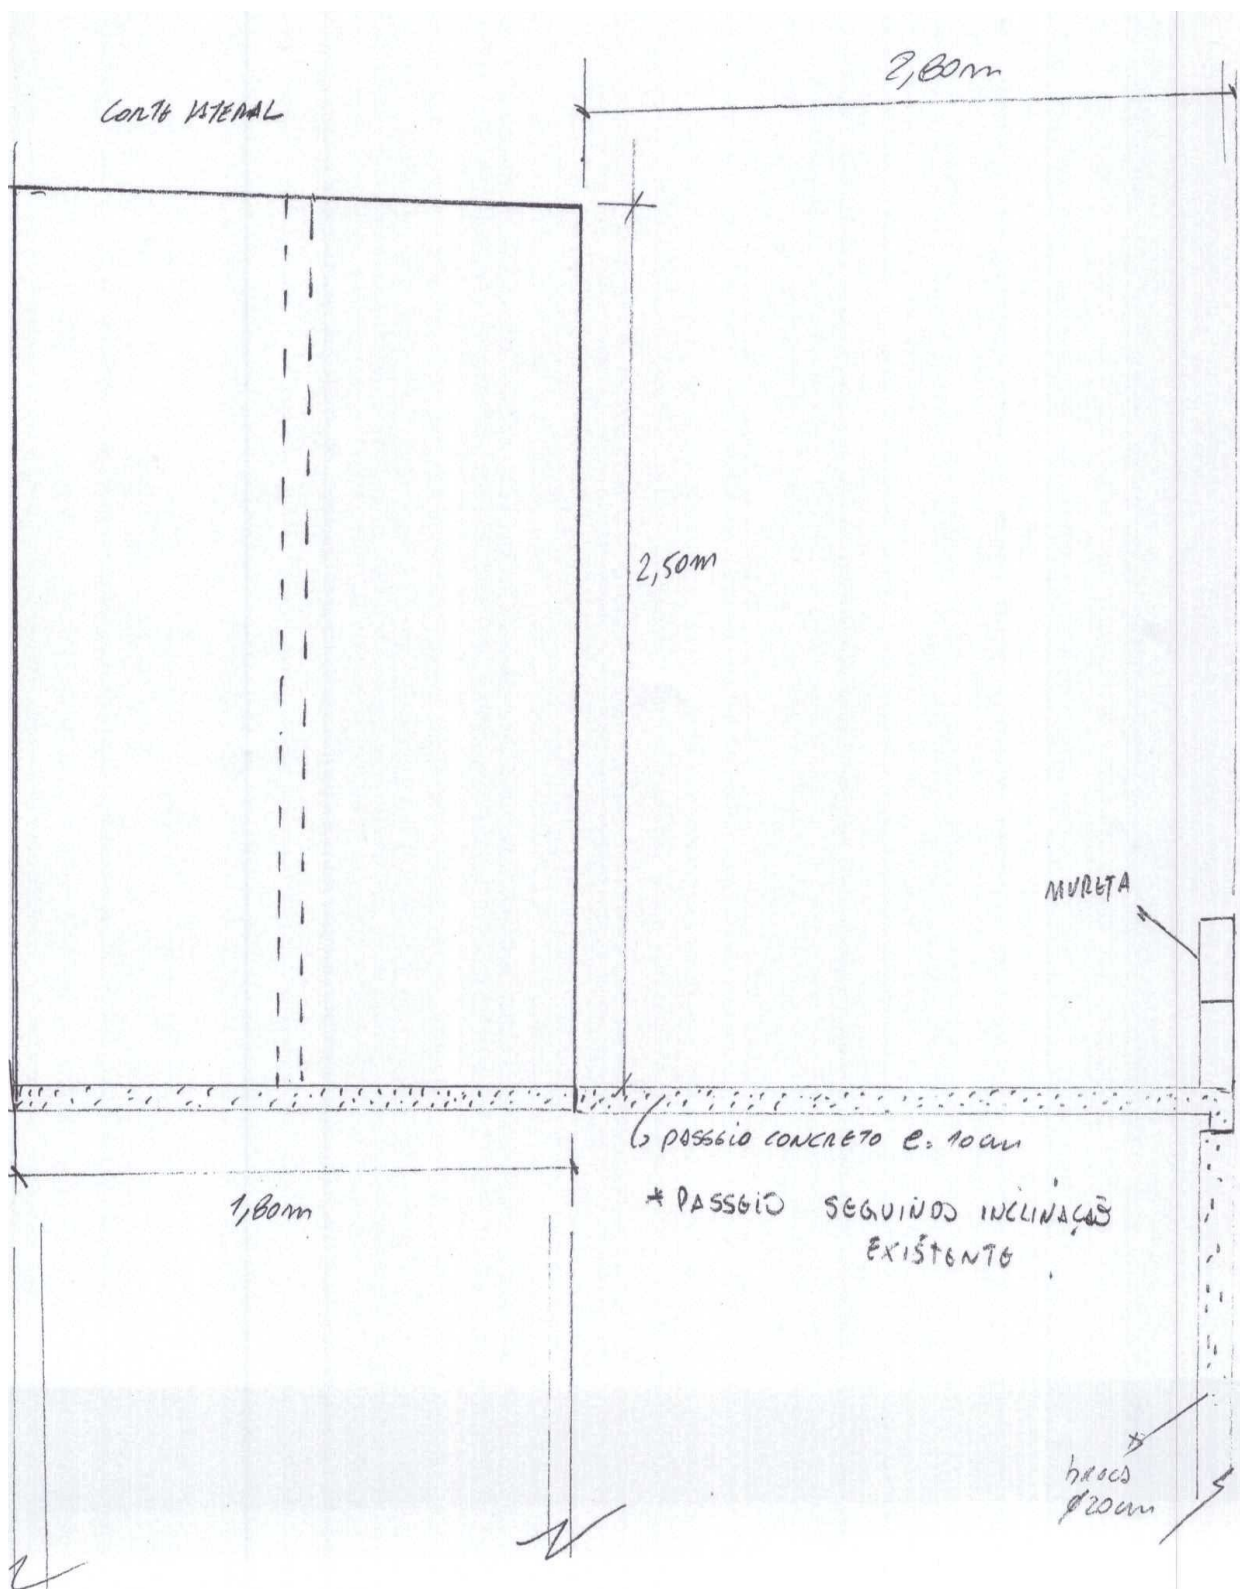 2,80m
CORTE LATERAL
2,50m
MURETA
PASSEIO CONCRETO e= 10cm
1,80m
* PASSEIO SEGUINDO INCLINAÇÃO
EXISTENTE
broca
ø20cm